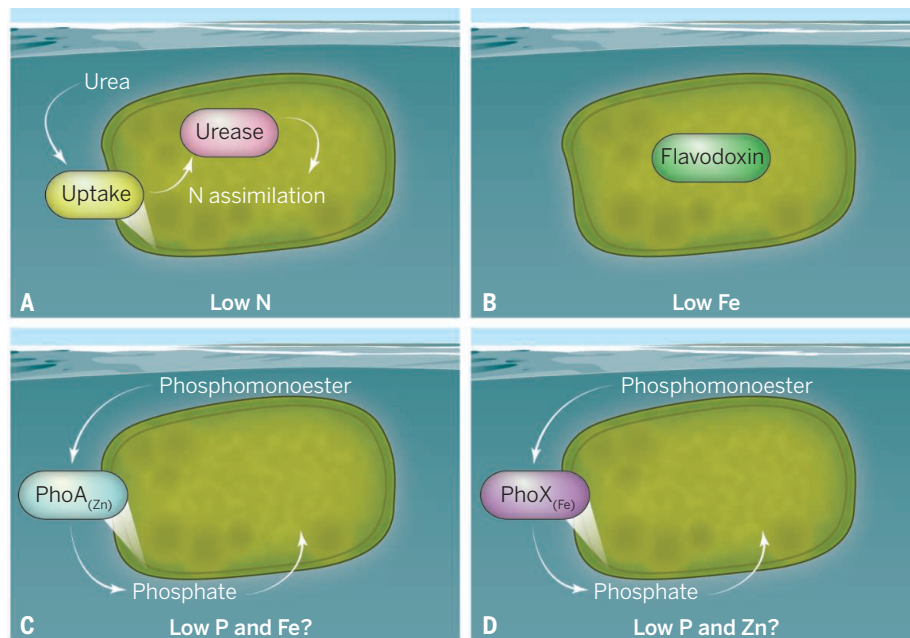 Urea
Urease
Uptake
N assimilation
A
Low N
Flavodoxin
B
Low Fe
Phosphomonoester
PhoA(Zn)
Phosphate
C
Low P and Fe?
Phosphomonoester
PhoX(Fe)
Phosphate
D
Low P and Zn?